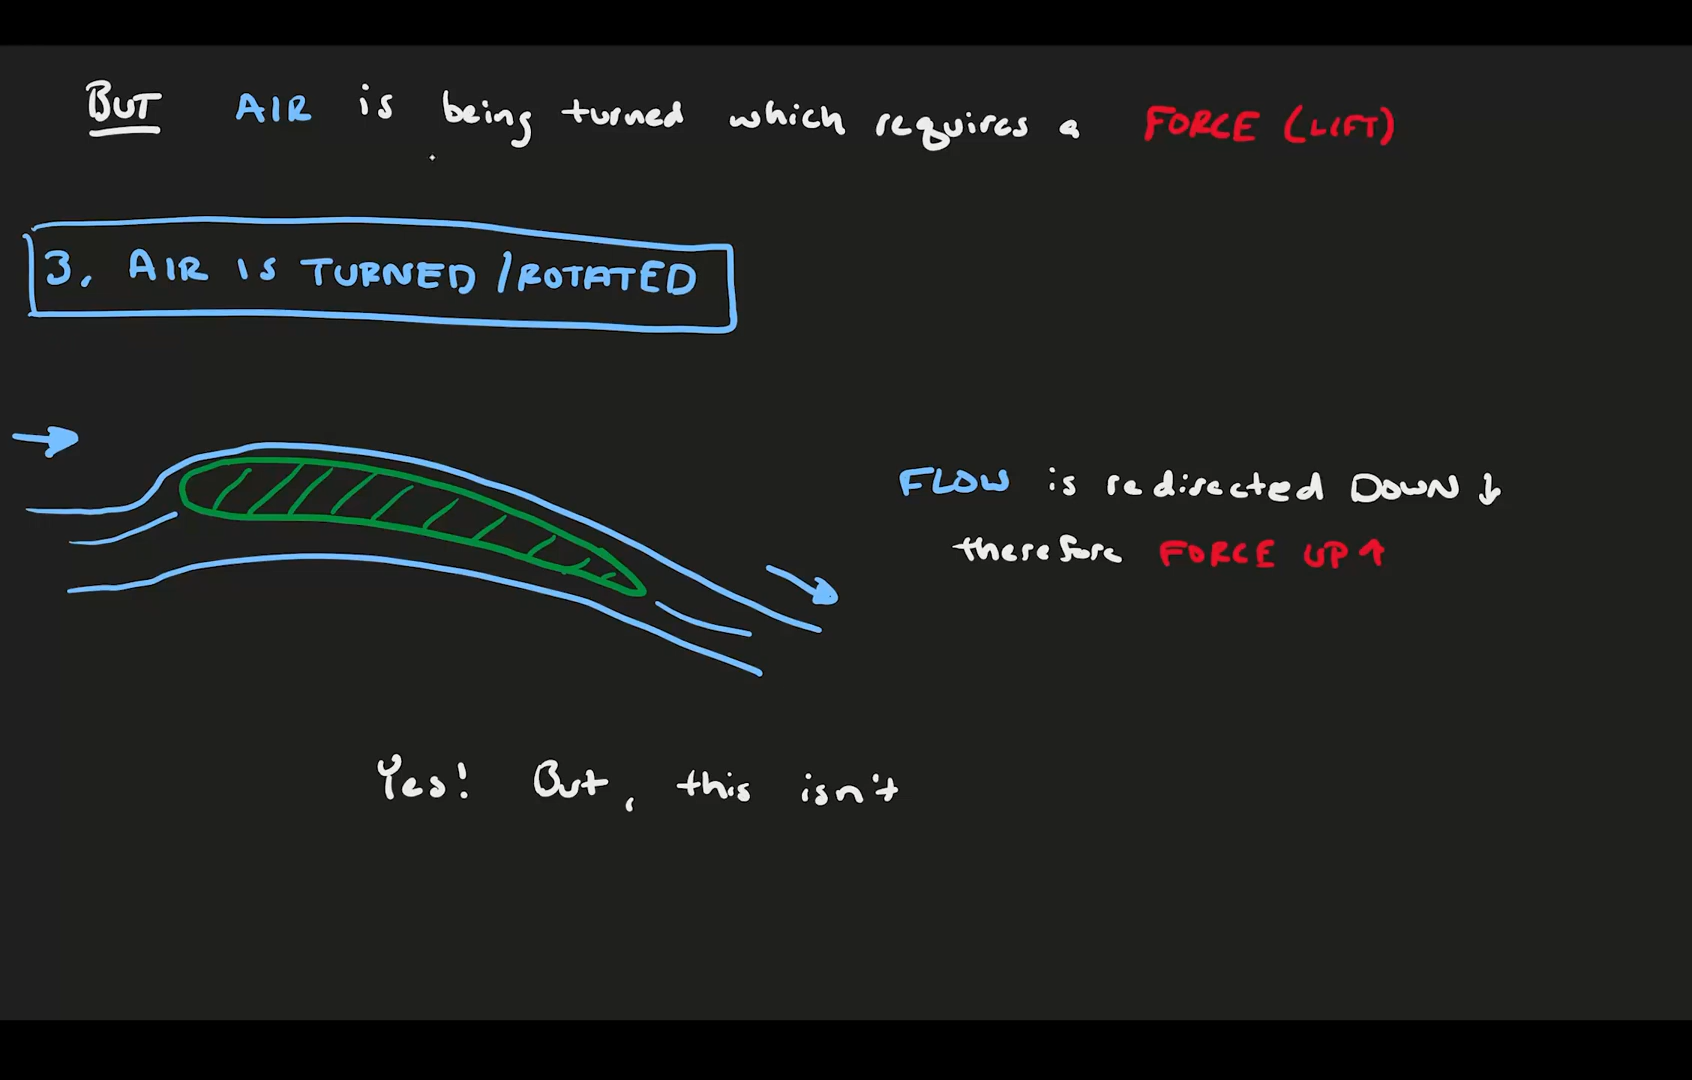 BUT AIR is being turned which requires a FORCE (LIFT)
3. AIR IS TURNED/ROTATED
FLOW is redirected DOWN ↓
therefore FORCE UP ↑
Yes! But, this isn't